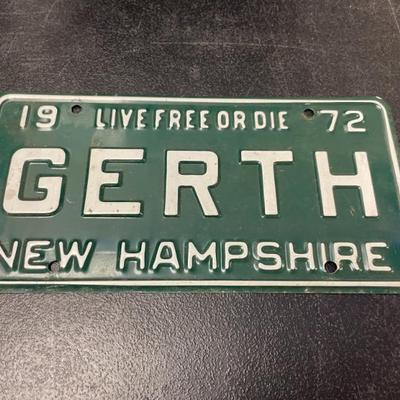 19 LIVE FREE OR DIE 72
GERTH
NEW HAMPSHIRE